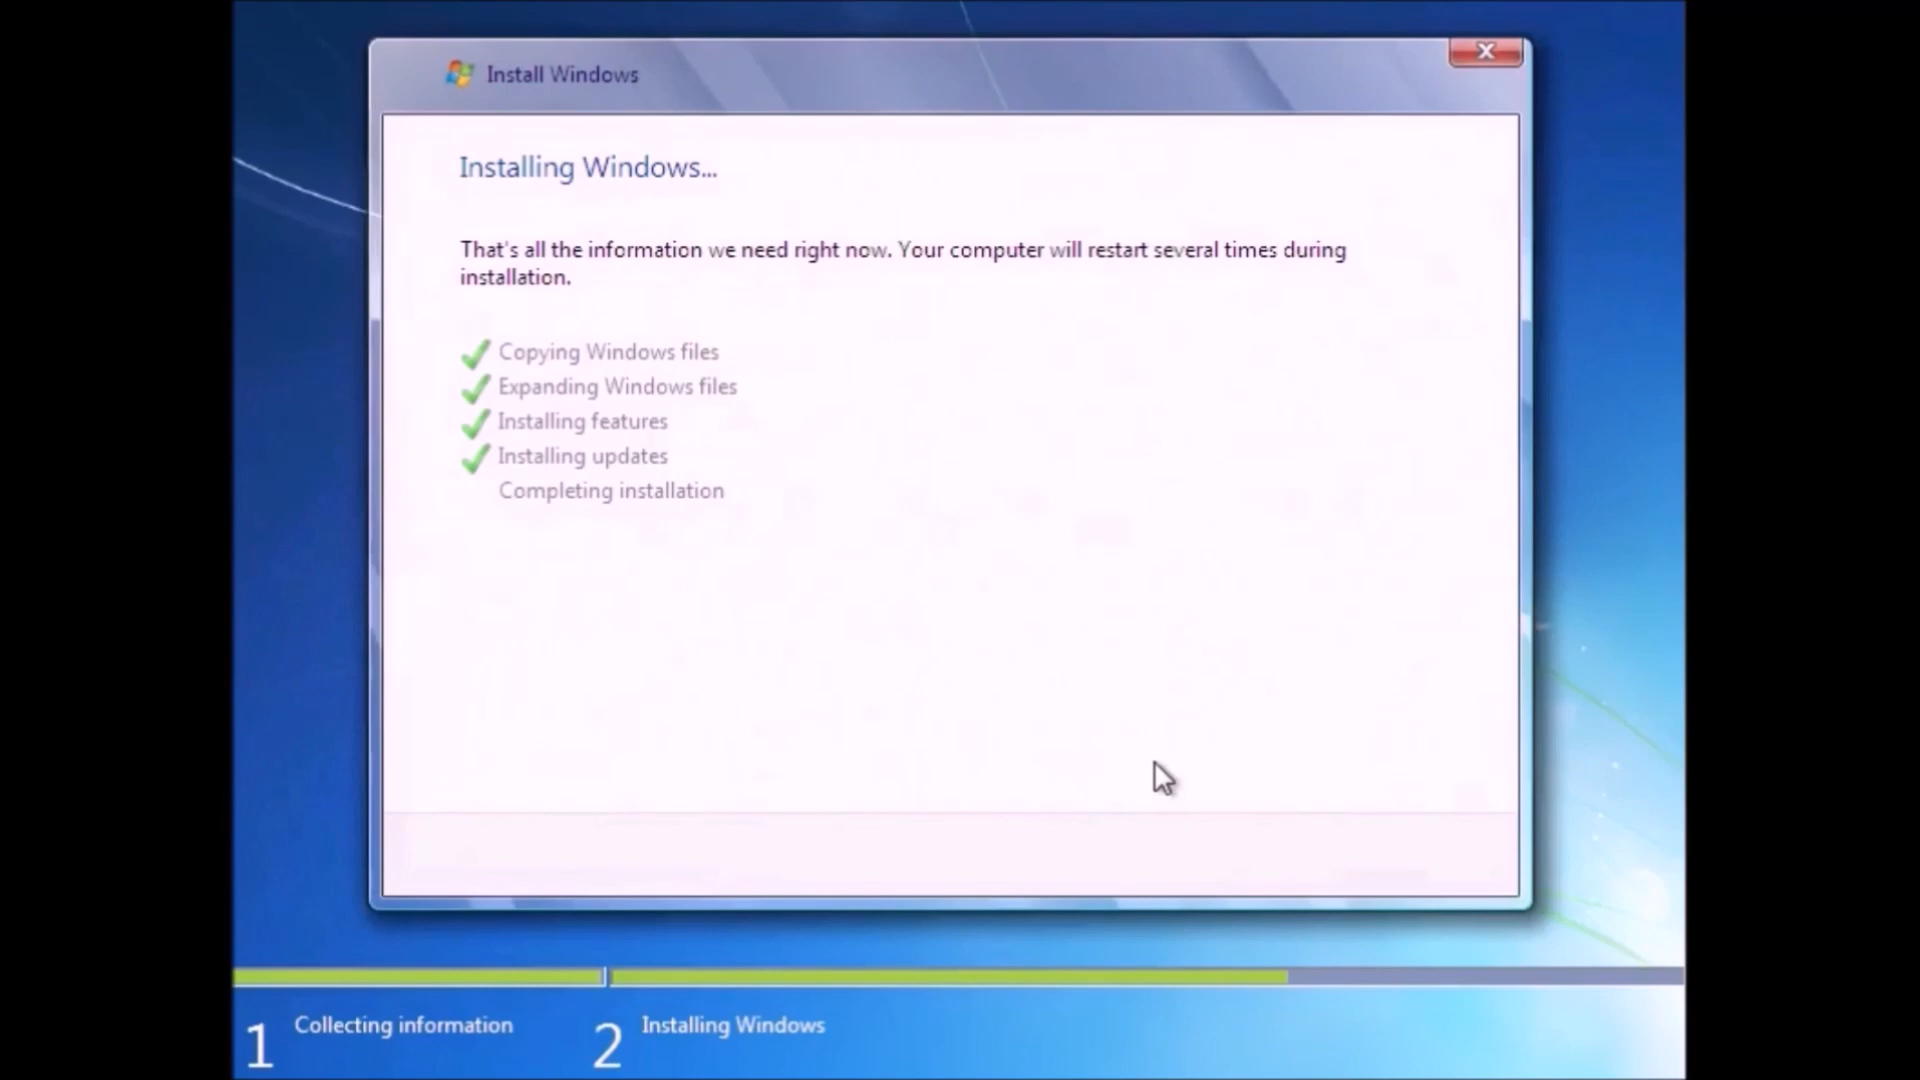 Install Windows
Installing Windows...
That's all the information we need right now. Your computer will restart several times during
installation.
Copying Windows files
Expanding Windows files
Installing features
Installing updates
Completing installation
1 Collecting information
2 Installing Windows